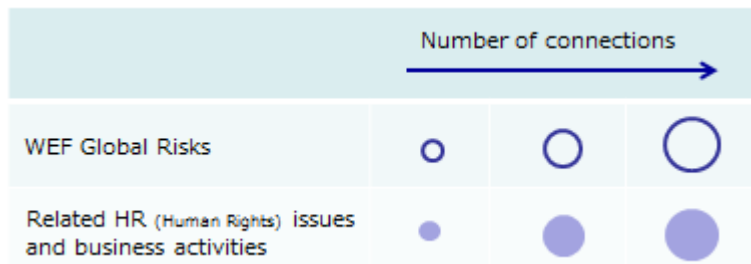 Number of connections
WEF Global Risks
Related HR (Human Rights) issues
and business activities